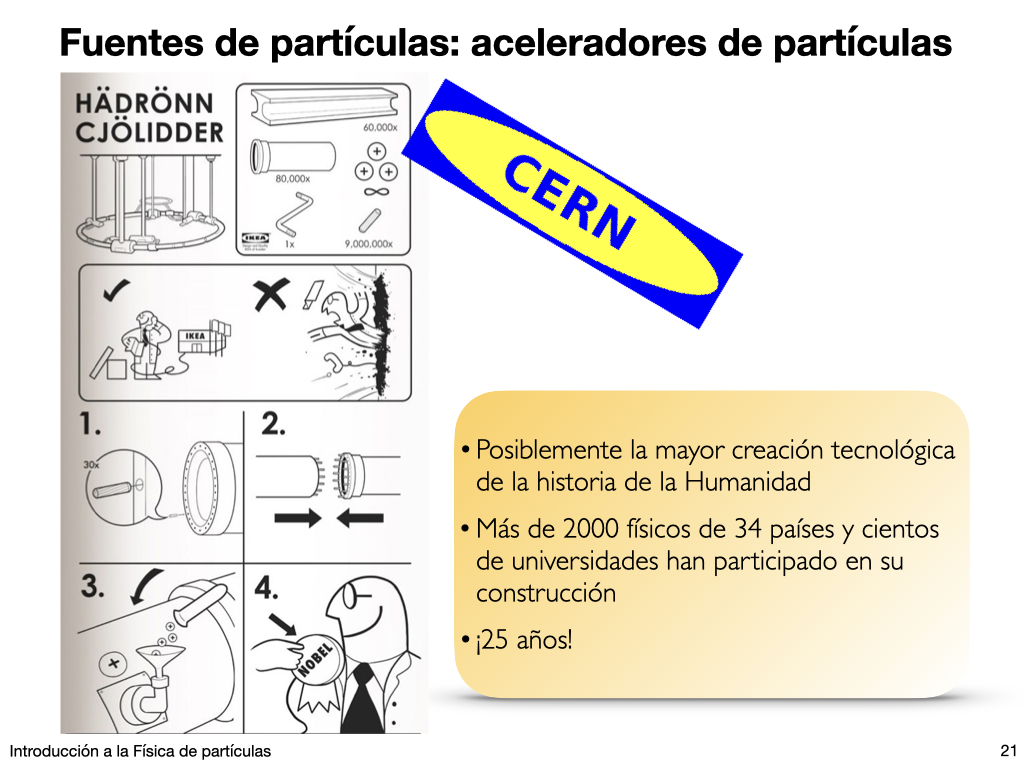 Fuentes de partículas: aceleradores de partículas
HÄDRÖNN
CJÖLIDDER
60,000x
80,000x
1x
9,000,000x
IKEA
CERN
IKEA
1.
30x
2.
3.
4.
NOBEL
• Posiblemente la mayor creación tecnológica
de la historia de la Humanidad
• Más de 2000 físicos de 34 países y cientos
de universidades han participado en su
construcción
• ¡25 años!
Introducción a la Física de partículas
21